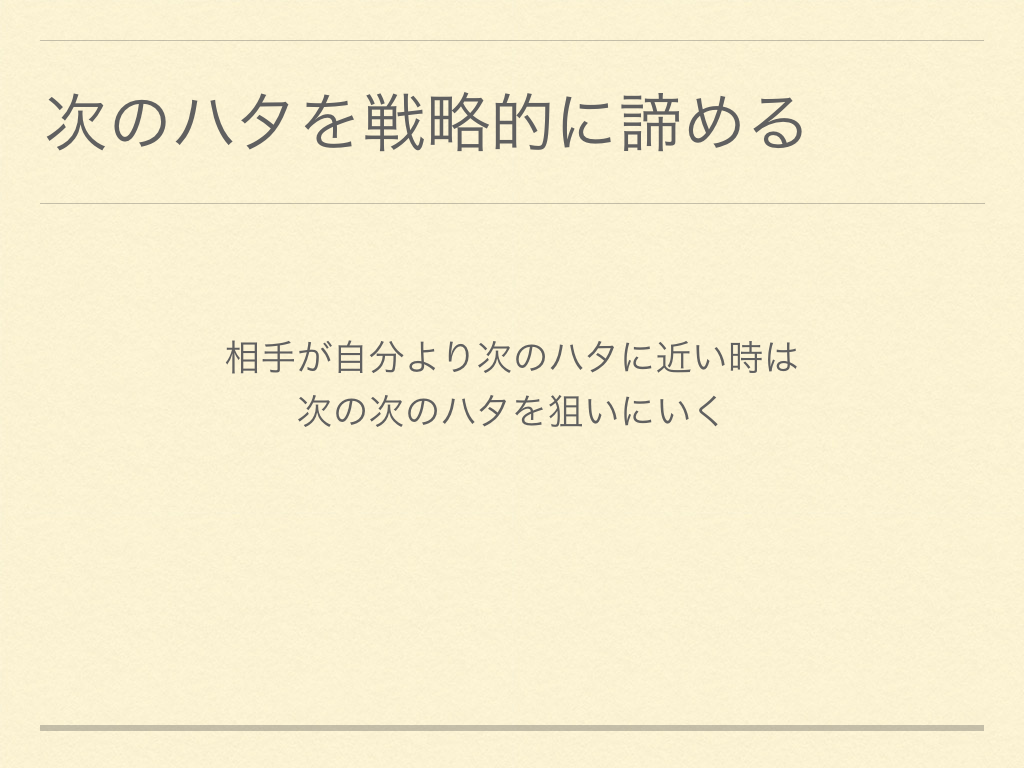 次のハタを戦略的に諦める
相手が自分より次のハタに近い時は
次の次のハタを狙いにいく